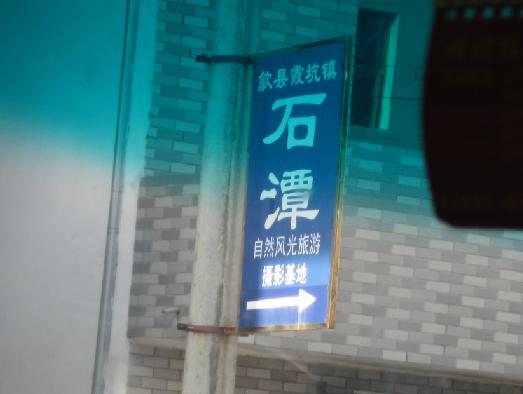 歙县霞坑镇
石
潭
自然风光旅游
摄影基地